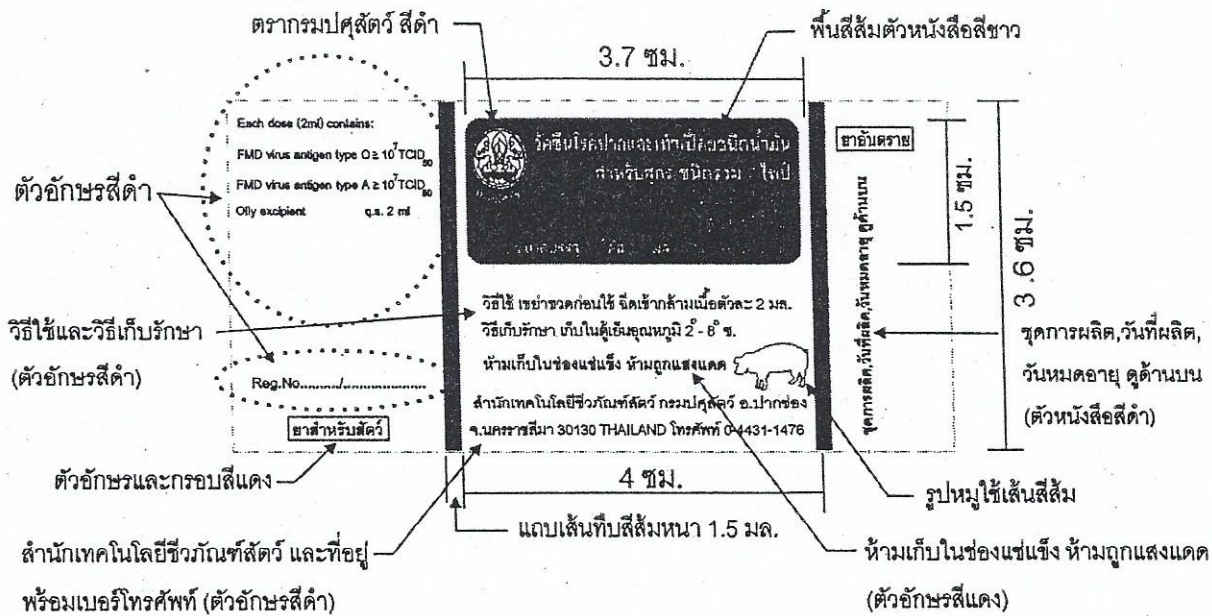 ตรากรมปศุสัตว์ สีดำ
พื้นสีส้มตัวหนังสือสีขาว
3.7 ซม.
Each dose (2ml) contains:
FMD virus antigen type O ≥ 10⁷TCID₅₀
FMD virus antigen type A ≥ 10⁷TCID₅₀
Oily excipient q.s. 2 ml
ตัวอักษรสีดำ
วัคซีนโรคปากและเท้าเปื่อยชนิดน้ำมัน
สำหรับสุกร ชนิดรวม ไทป์
ยาอันตราย
1.5 ซม.
3.6 ซม.
วิธีใช้ เขย่าขวดก่อนใช้ ฉีดเข้ากล้ามเนื้อตัวละ 2 มล.
วิธีเก็บรักษา เก็บในตู้เย็นอุณหภูมิ 2° - 8° ซ.
ห้ามเก็บในช่องแช่แข็ง ห้ามถูกแสงแดด
สำนักเทคโนโลยีชีวภัณฑ์สัตว์ กรมปศุสัตว์ อ.ปากช่อง
จ.นครราชสีมา 30130 THAILAND โทรศัพท์ 0-4431-1476
ชุดการผลิต,วันที่ผลิต,วันหมดอายุ ดูด้านบน
วิธีใช้และวิธีเก็บรักษา
(ตัวอักษรสีดำ)
Reg.No........../....................
ยาสำหรับสัตว์
ชุดการผลิต,วันที่ผลิต,
วันหมดอายุ ดูด้านบน
(ตัวหนังสือสีดำ)
ตัวอักษรและกรอบสีแดง
4 ซม.
รูปหมูใช้เส้นสีส้ม
แถบเส้นทึบสีส้มหนา 1.5 มล.
สำนักเทคโนโลยีชีวภัณฑ์สัตว์ และที่อยู่
พร้อมเบอร์โทรศัพท์ (ตัวอักษรสีดำ)
ห้ามเก็บในช่องแช่แข็ง ห้ามถูกแสงแดด
(ตัวอักษรสีแดง)